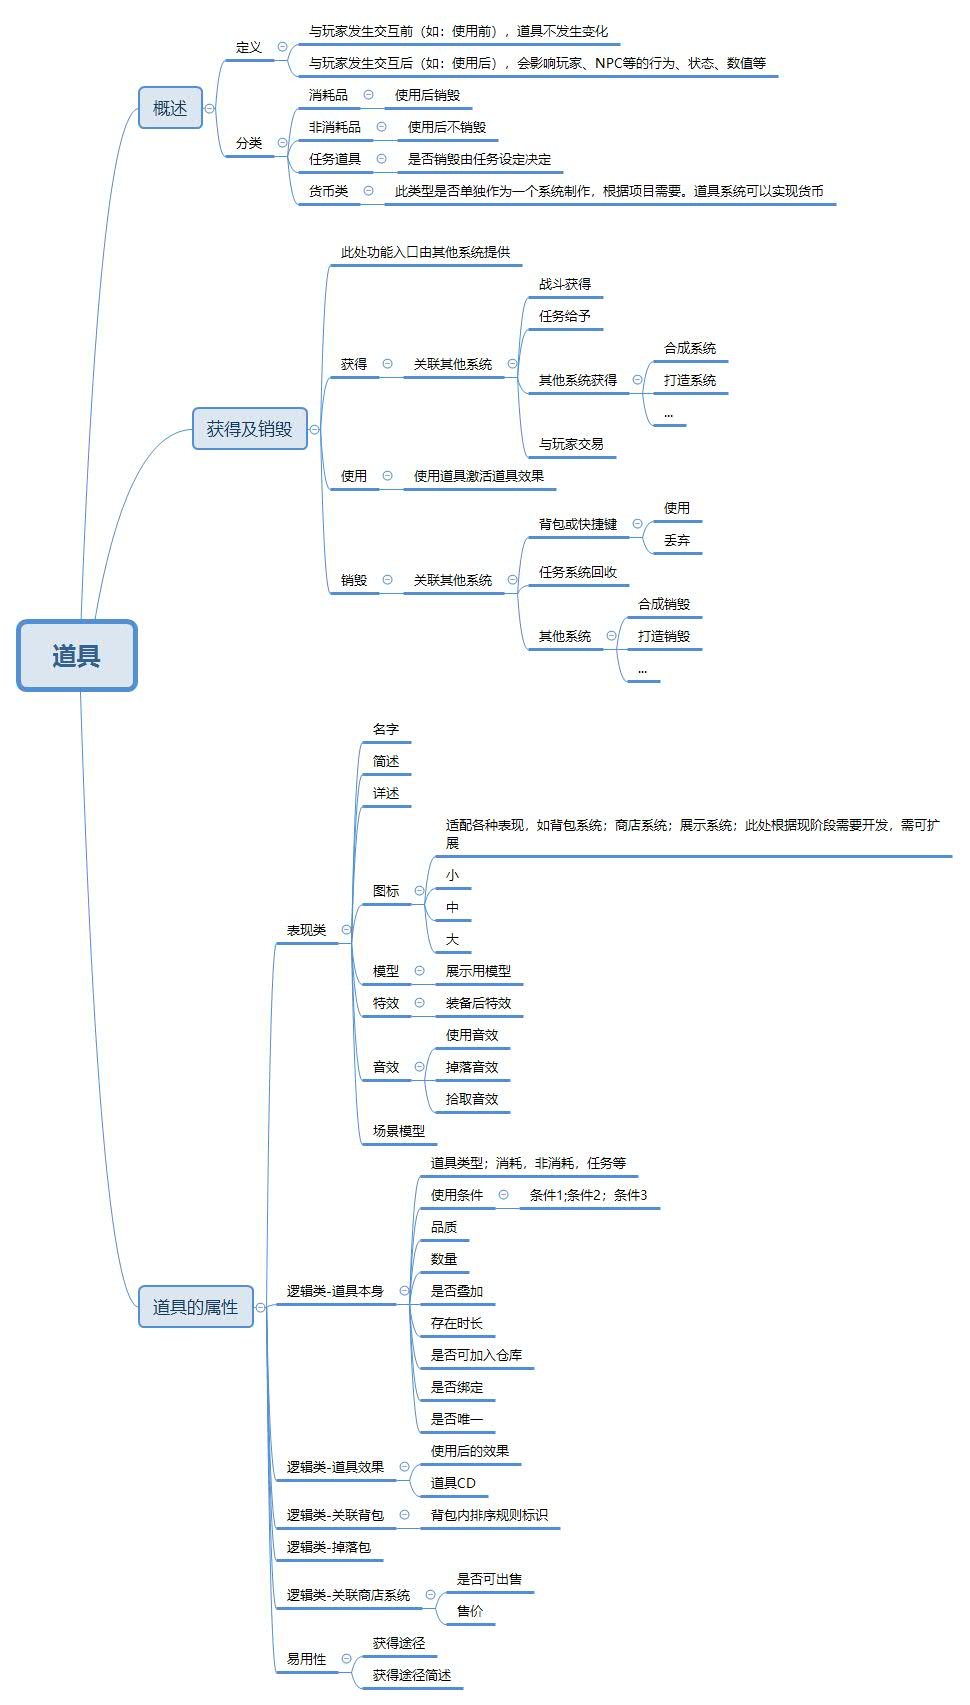 道具
概述
定义
与玩家发生交互前（如：使用前），道具不发生变化
与玩家发生交互后（如：使用后），会影响玩家、NPC等的行为、状态、数值等
分类
消耗品
使用后销毁
非消耗品
使用后不销毁
任务道具
是否销毁由任务设定决定
货币类
此类型是否单独作为一个系统制作，根据项目需要。道具系统可以实现货币
获得及销毁
此处功能入口由其他系统提供
获得
关联其他系统
战斗获得
任务给予
其他系统获得
合成系统
打造系统
...
与玩家交易
使用
使用道具激活道具效果
销毁
关联其他系统
背包或快捷键
使用
丢弃
任务系统回收
其他系统
合成销毁
打造销毁
...
道具的属性
表现类
名字
简述
详述
图标
适配各种表现，如背包系统；商店系统；展示系统；此处根据现阶段需要开发，需可扩
展
小
中
大
模型
展示用模型
特效
装备后特效
音效
使用音效
掉落音效
拾取音效
场景模型
逻辑类-道具本身
道具类型；消耗，非消耗，任务等
使用条件
条件1;条件2；条件3
品质
数量
是否叠加
存在时长
是否可加入仓库
是否绑定
是否唯一
逻辑类-道具效果
使用后的效果
道具CD
逻辑类-关联背包
背包内排序规则标识
逻辑类-掉落包
逻辑类-关联商店系统
是否可出售
售价
易用性
获得途径
获得途径简述